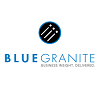 BLUEGRANITE
BUSINESS INSIGHT. DELIVERED.